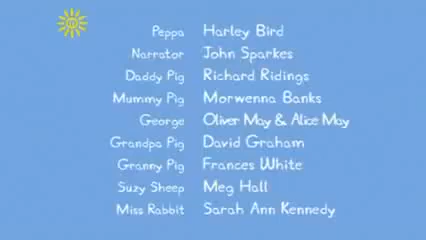 Peppa Harley Bird
Narrator John Sparkes
Daddy Pig Richard Ridings
Mummy Pig Morwenna Banks
George Oliver May & Alice May
Grandpa Pig David Graham
Granny Pig Frances White
Suzy Sheep Meg Hall
Miss Rabbit Sarah Ann Kennedy